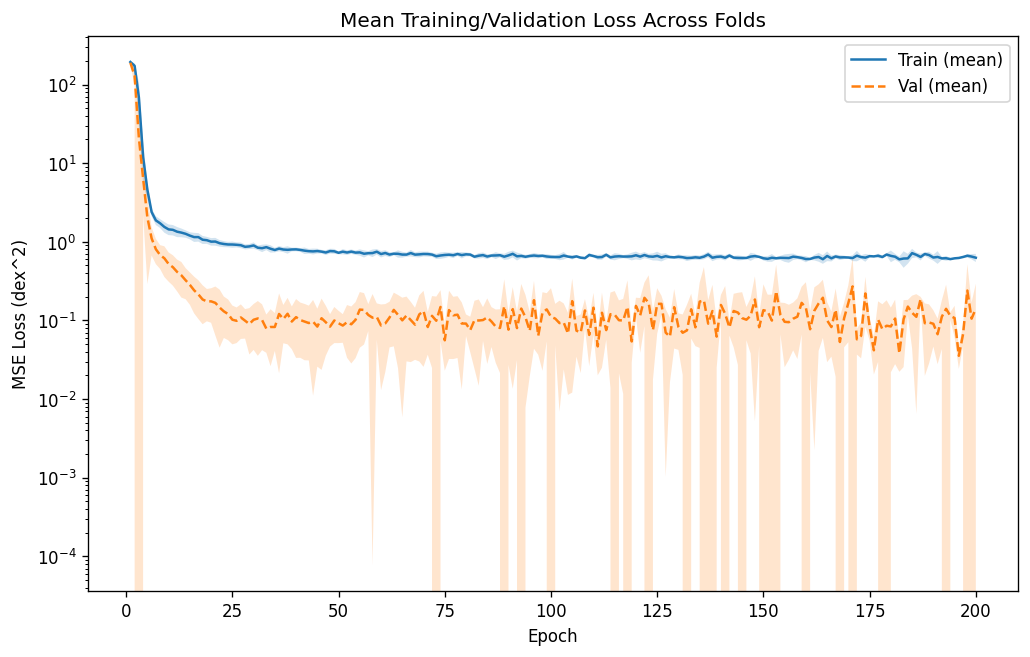 Mean Training/Validation Loss Across Folds
Train (mean)
Val (mean)
MSE Loss (dex^2)
10^2
10^1
10^0
10^-1
10^-2
10^-3
10^-4
0 25 50 75 100 125 150 175 200
Epoch